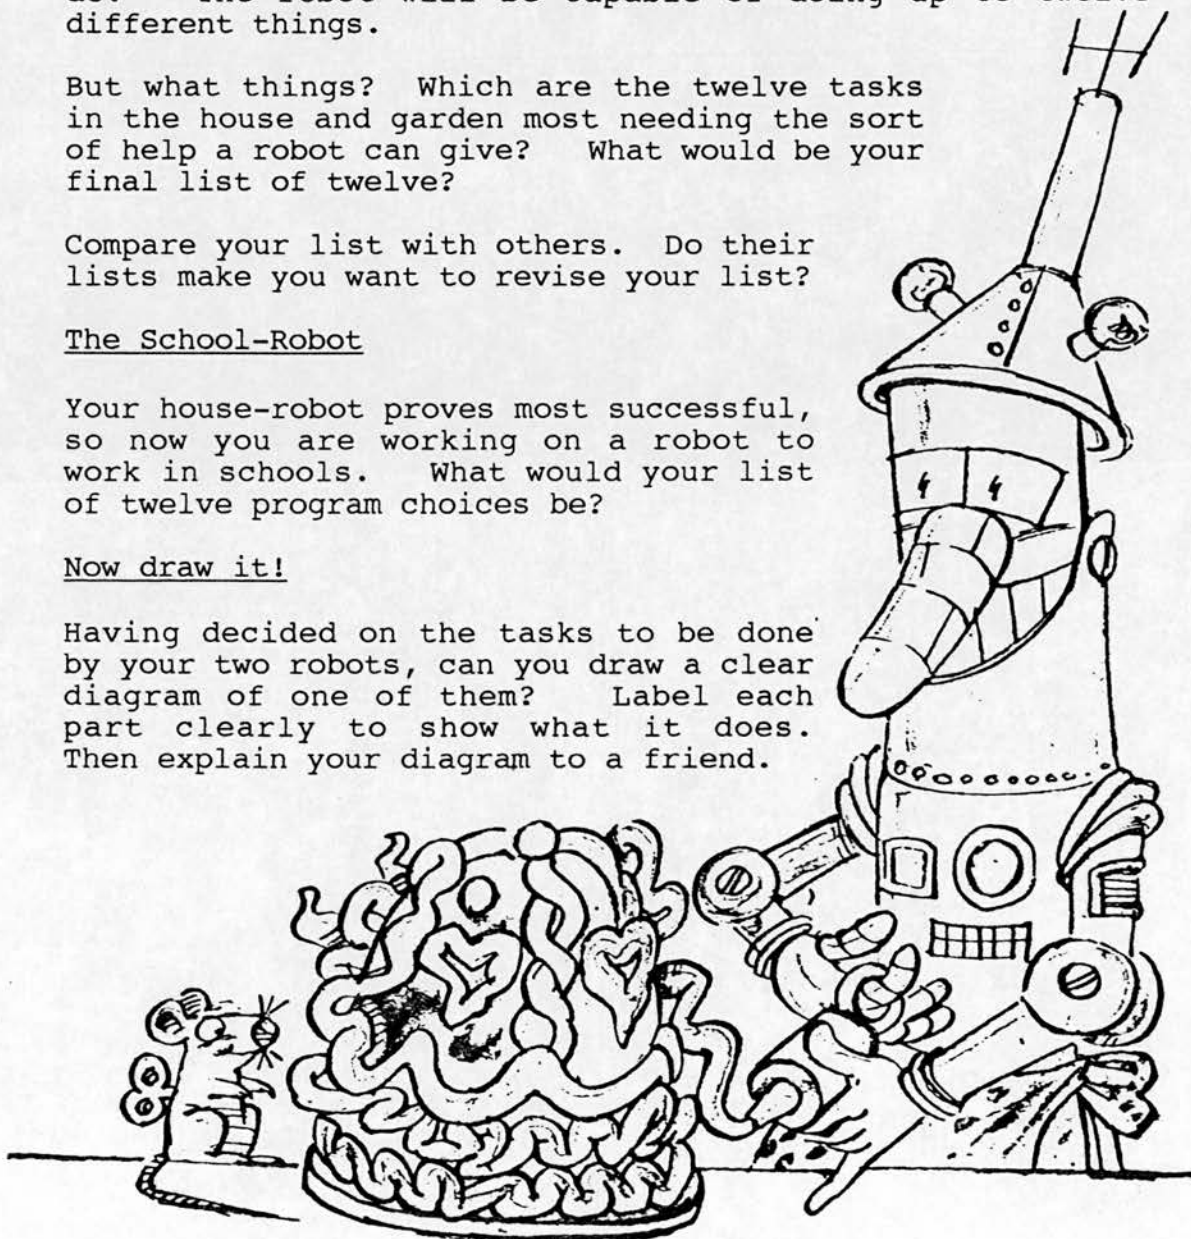 different things.
But what things? Which are the twelve tasks
in the house and garden most needing the sort
of help a robot can give? What would be your
final list of twelve?
Compare your list with others. Do their
lists make you want to revise your list?
The School-Robot
Your house-robot proves most successful,
so now you are working on a robot to
work in schools. What would your list
of twelve program choices be?
Now draw it!
Having decided on the tasks to be done
by your two robots, can you draw a clear
diagram of one of them? Label each
part clearly to show what it does.
Then explain your diagram to a friend.